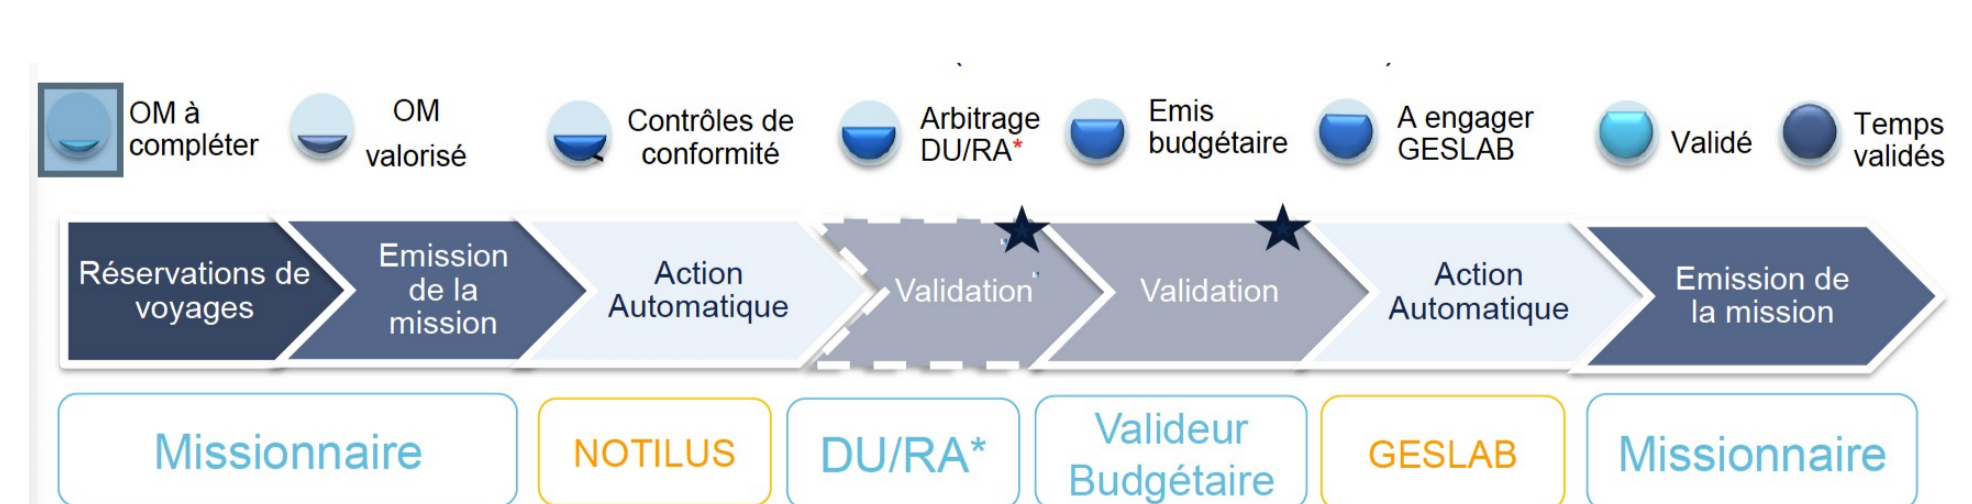 OM à
compléter
OM
valorisé
Contrôles de
conformité
Arbitrage
DU/RA*
Emis
budgétaire
A engager
GESLAB
Validé
Temps
validés
Réservations de
voyages
Emission
de la
mission
Action
Automatique
Validation
Validation
Action
Automatique
Emission de
la mission
Missionnaire
NOTILUS
DU/RA*
Valideur
Budgétaire
GESLAB
Missionnaire